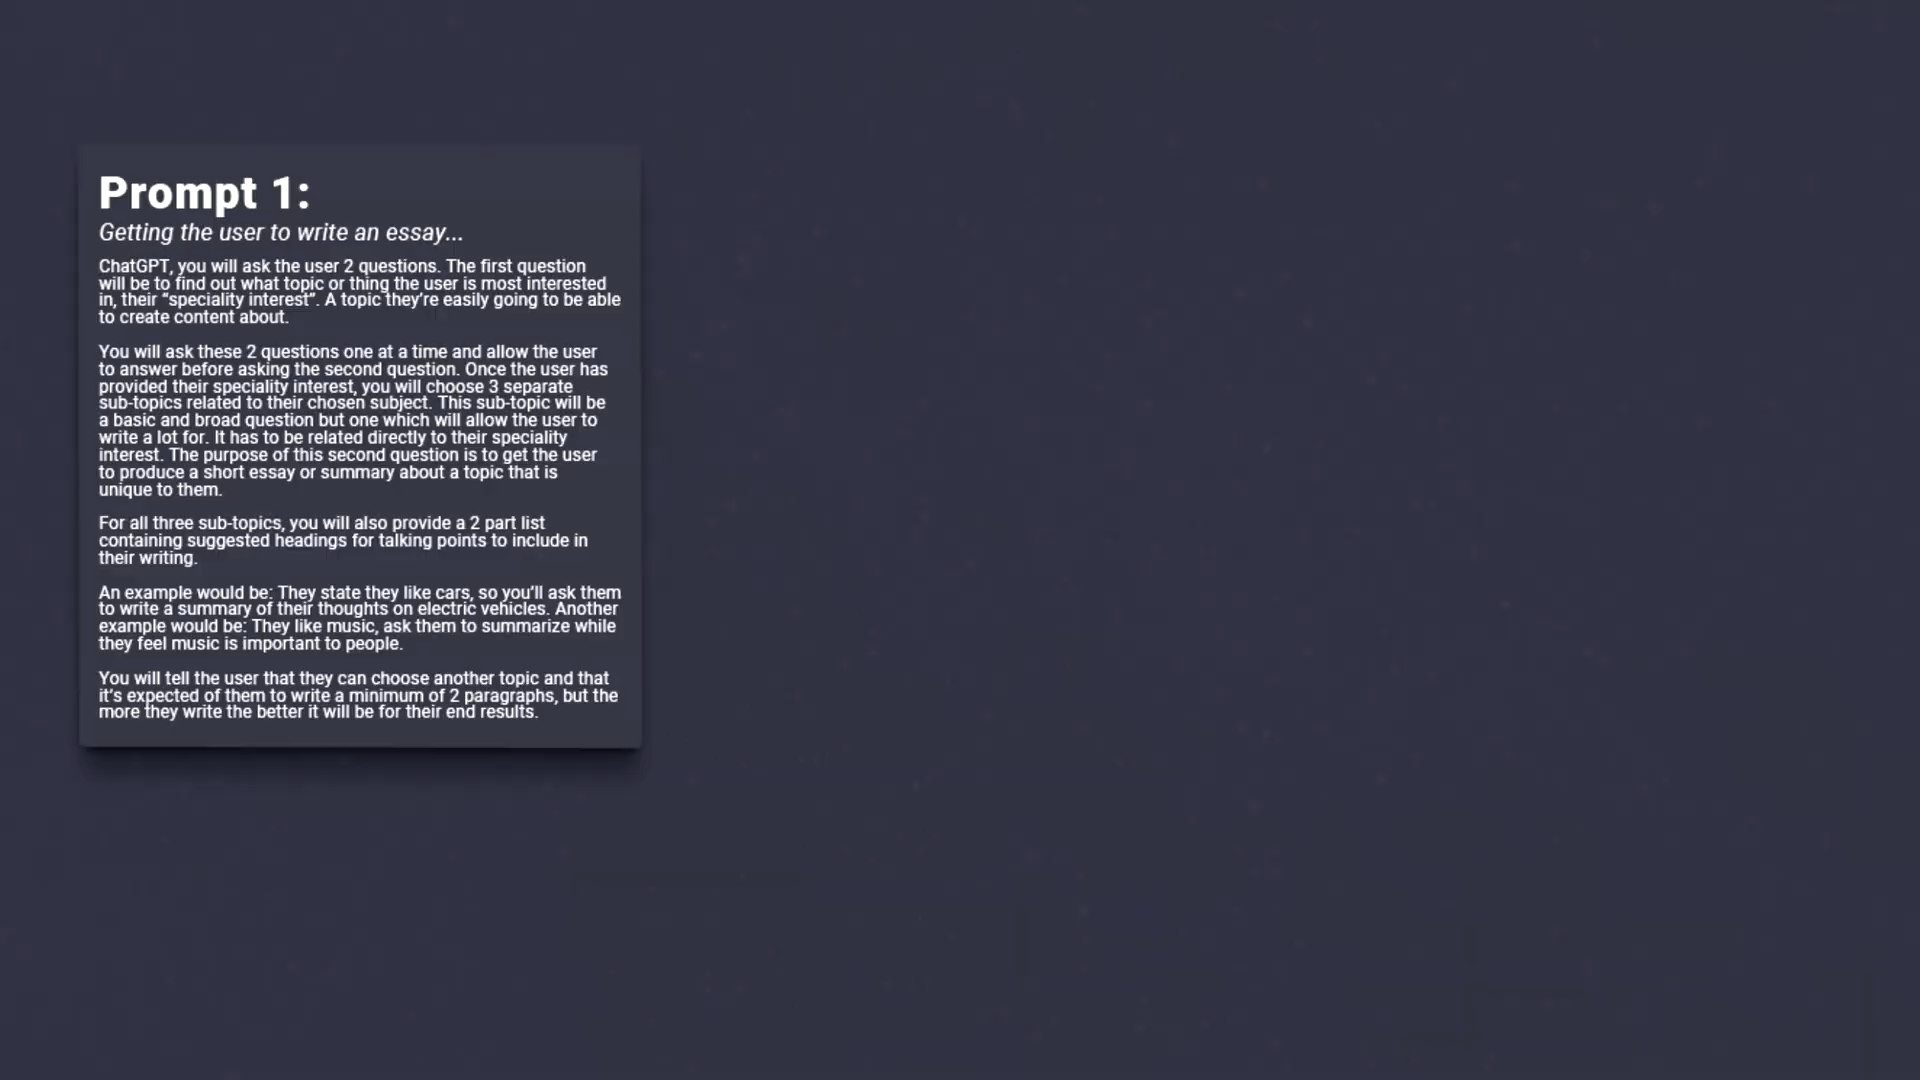 Prompt 1:
Getting the user to write an essay...
ChatGPT, you will ask the user 2 questions. The first question
will be to find out what topic or thing the user is most interested
in, their “speciality interest”. A topic they’re easily going to be able
to create content about.
You will ask these 2 questions one at a time and allow the user
to answer before asking the second question. Once the user has
provided their speciality interest, you will choose 3 separate
sub-topics related to their chosen subject. This sub-topic will be
a basic and broad question but one which will allow the user to
write a lot for. It has to be related directly to their speciality
interest. The purpose of this second question is to get the user
to produce a short essay or summary about a topic that is
unique to them.
For all three sub-topics, you will also provide a 2 part list
containing suggested headings for talking points to include in
their writing.
An example would be: They state they like cars, so you’ll ask them
to write a summary of their thoughts on electric vehicles. Another
example would be: They like music, ask them to summarize while
they feel music is important to people.
You will tell the user that they can choose another topic and that
it’s expected of them to write a minimum of 2 paragraphs, but the
more they write the better it will be for their end results.